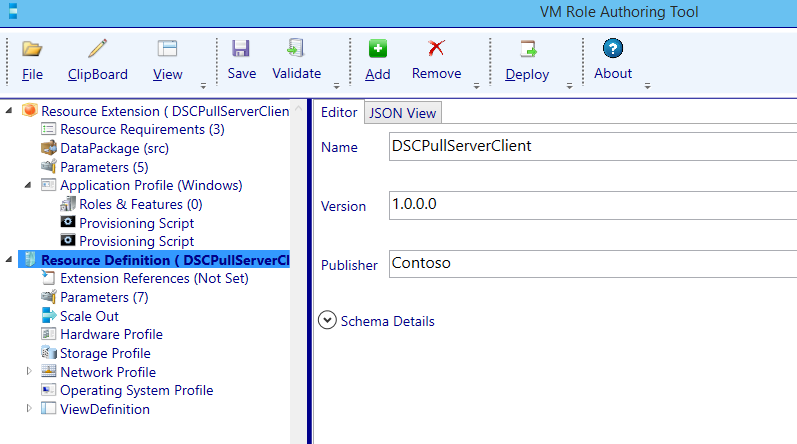 VM Role Authoring Tool
File ClipBoard View Save Validate Add Remove Deploy About
Resource Extension ( DSCPullServerClien
Resource Requirements (3)
DataPackage (src)
Parameters (5)
Application Profile (Windows)
Roles & Features (0)
Provisioning Script
Provisioning Script
Resource Definition ( DSCPullServerCl
Extension References (Not Set)
Parameters (7)
Scale Out
Hardware Profile
Storage Profile
Network Profile
Operating System Profile
ViewDefinition
Editor JSON View
Name DSCPullServerClient
Version 1.0.0.0
Publisher Contoso
Schema Details